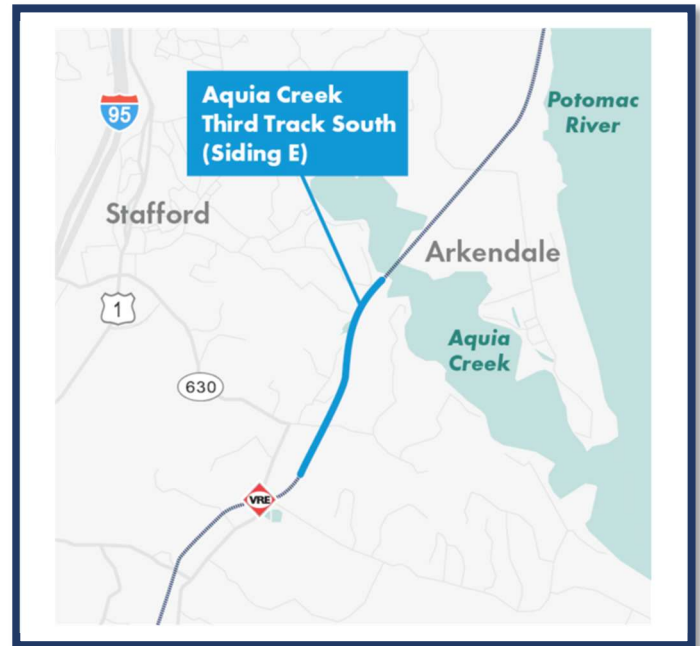 95
Aquia Creek
Third Track South
(Siding E)
Potomac
River
Stafford
Arkendale
1
Aquia
Creek
630
VRE